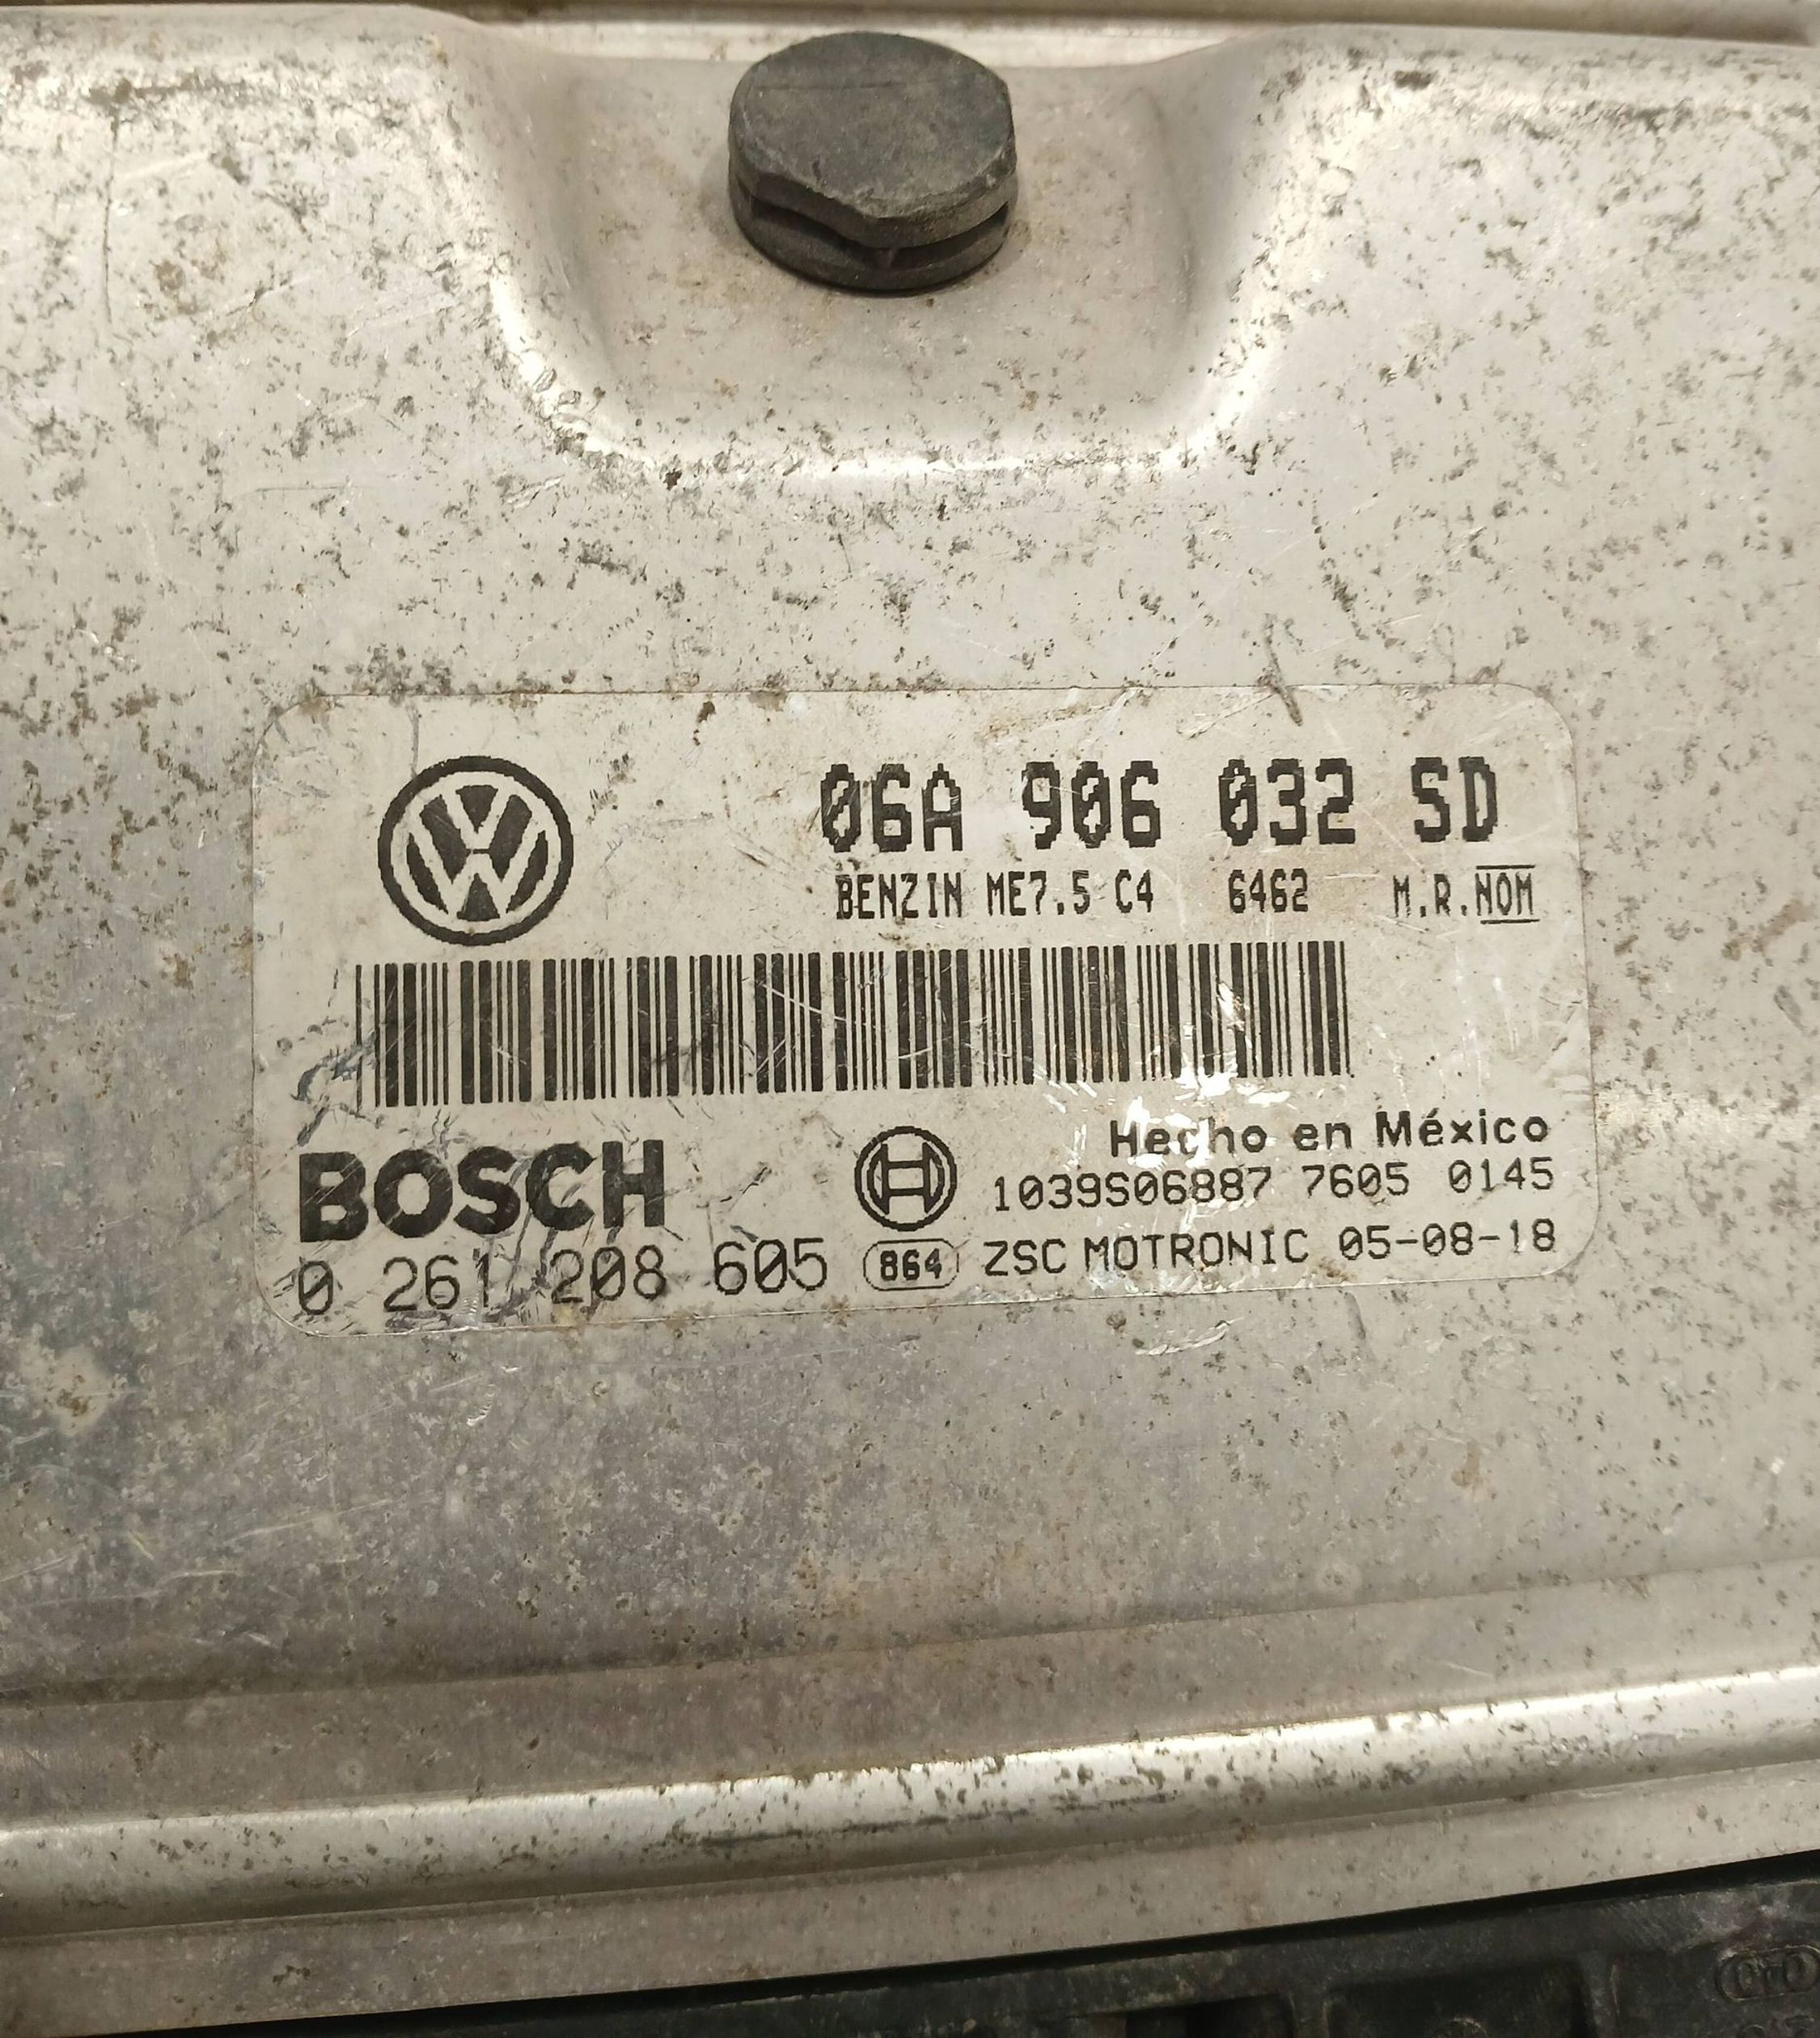 06A 906 032 SD
BENZIN ME7.5 C4 6462 M.R.NOM
BOSCH
Hecho en México
1039S06887 7605 0145
0 261 208 605 864 ZSC MOTRONIC 05-08-18